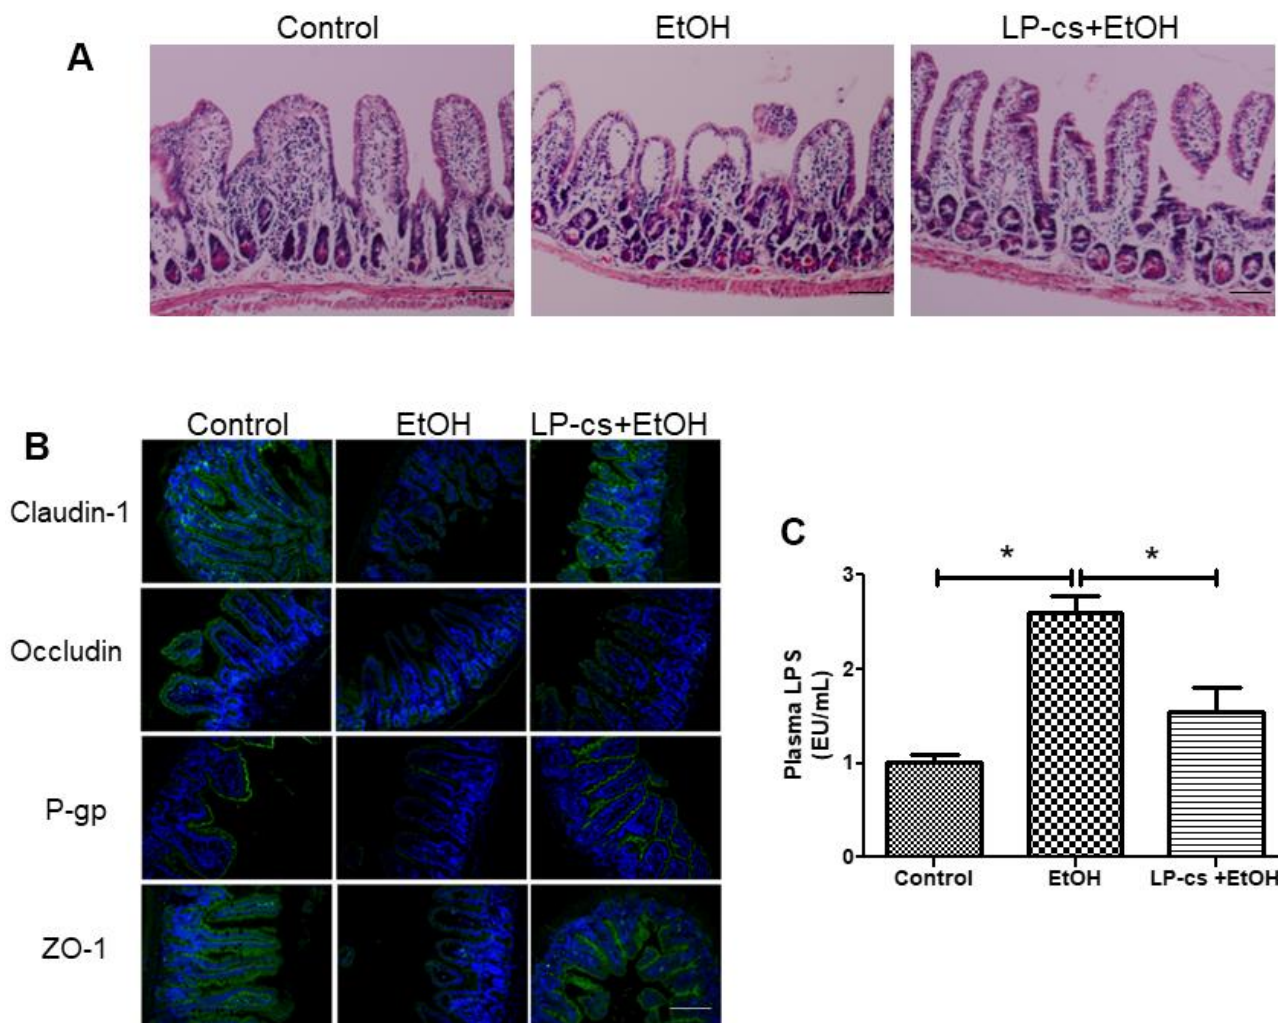 Control EtOH LP-cs+EtOH
A
Control EtOH LP-cs+EtOH
B
Claudin-1
Occludin
P-gp
ZO-1
C
* *
Plasma LPS
(EU/mL)
3
2
1
0
Control EtOH LP-cs +EtOH